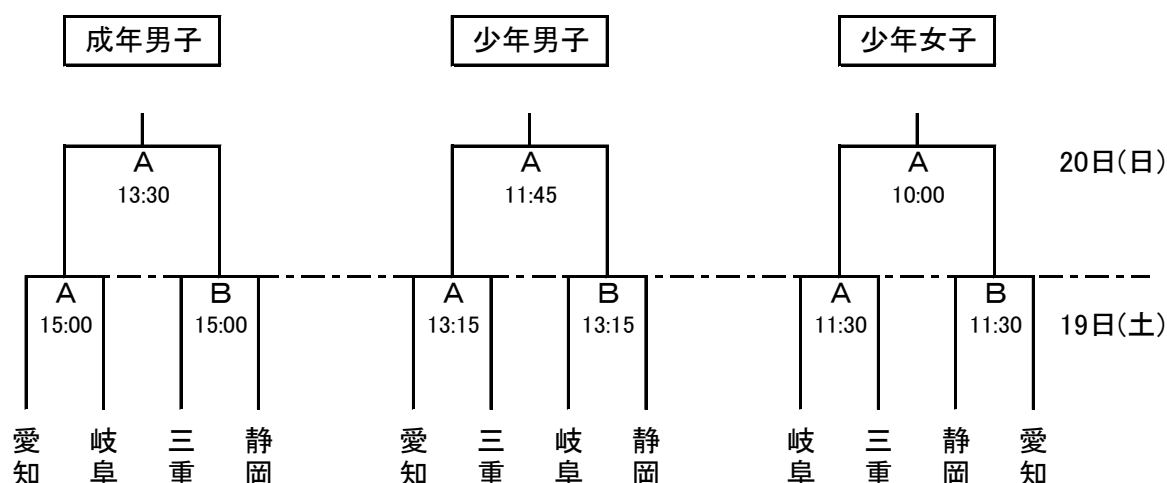 成年男子 少年男子 少年女子
A A A 20日(日)
13:30 11:45 10:00
A B A B A B
15:00 15:00 13:15 13:15 11:30 11:30 19日(土)
愛知 岐阜 三重 静岡 愛知 三重 岐阜 静岡 岐阜 三重 静岡 愛知